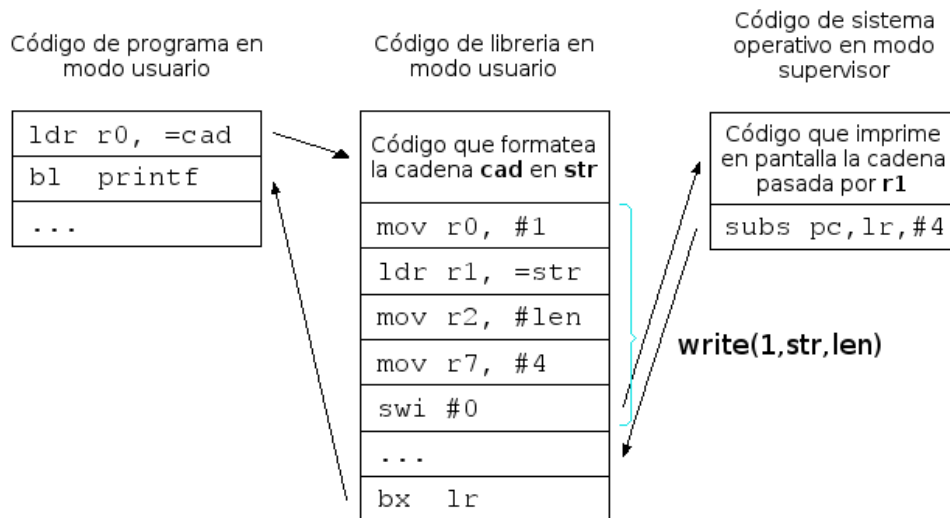 Código de programa en
modo usuario
ldr r0, =cad
bl printf
...
Código de libreria en
modo usuario
Código que formatea
la cadena cad en str
mov r0, #1
ldr r1, =str
mov r2, #len
mov r7, #4
swi #0
...
bx lr
Código de sistema
operativo en modo
supervisor
Código que imprime
en pantalla la cadena
pasada por r1
subs pc,lr,#4
write(1,str,len)